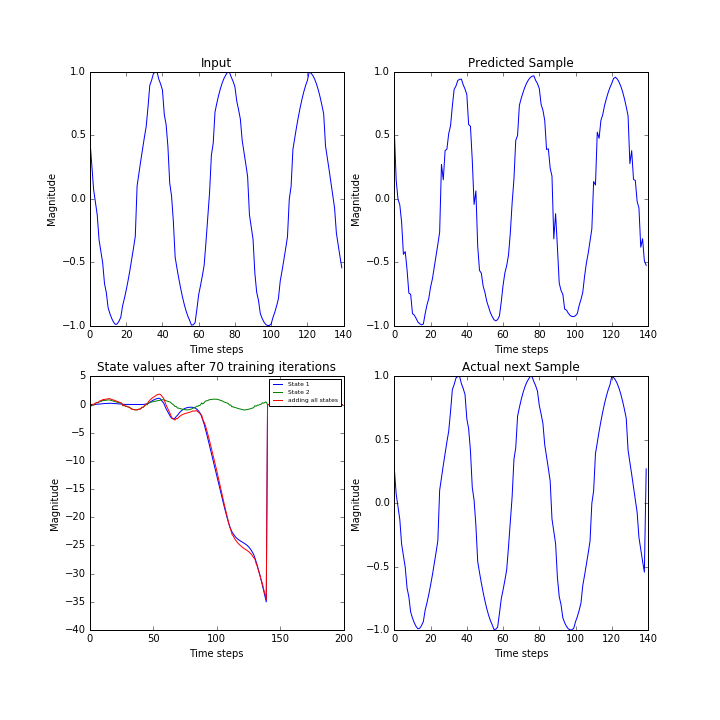 Input
Magnitude
1.0
0.5
0.0
−0.5
−1.0
0 20 40 60 80 100 120 140
Time steps
Predicted Sample
Magnitude
1.0
0.5
0.0
−0.5
−1.0
0 20 40 60 80 100 120 140
Time steps
State values after 70 training iterations
Magnitude
5
0
−5
−10
−15
−20
−25
−30
−35
−40
State 1
State 2
adding all states
0 50 100 150 200
Time steps
Actual next Sample
Magnitude
1.0
0.5
0.0
−0.5
−1.0
0 20 40 60 80 100 120 140
Time steps